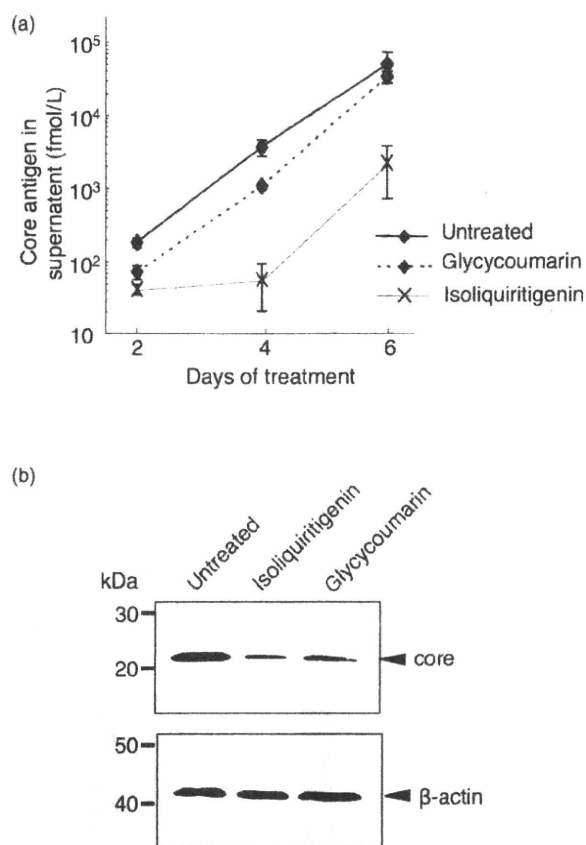 (a)
10⁵
10⁴
10³
10²
10
Core antigen in
supernatent (fmol/L)
2 4 6
Days of treatment
Untreated
Glycycoumarin
Isoliquiritigenin
(b)
kDa
Untreated
Isoliquiritigenin
Glycycoumarin
30
20
core
50
40
β-actin